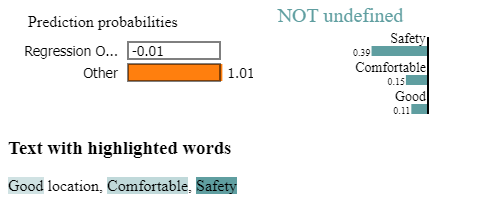 Prediction probabilities
Regression O... -0.01
Other 1.01
NOT undefined
Safety
0.39
Comfortable
0.15
Good
0.11
Text with highlighted words
Good location, Comfortable, Safety